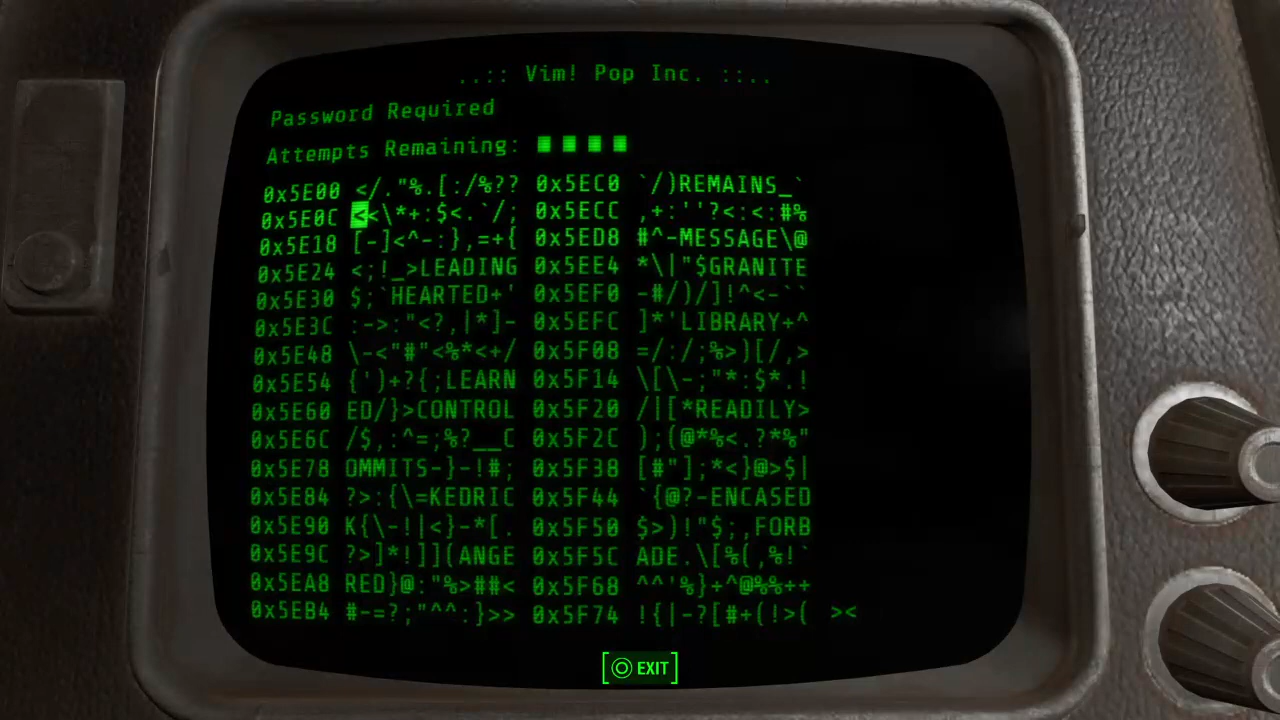 ..:: Vim! Pop Inc. ::..
Password Required
Attempts Remaining: ■ ■ ■ ■
0x5E00 </."%.[:/%?? 0x5EC0 `/)REMAINS_`
0x5E0C <<\*+:$<.`/; 0x5ECC ,+:''?<:<:#%
0x5E18 [-]<^-:},=+{ 0x5ED8 #^-MESSAGE\@
0x5E24 <;!_>LEADING 0x5EE4 *\|"$GRANITE
0x5E30 $;`HEARTED+' 0x5EF0 -#/)/]!^<-``
0x5E3C :->:"<?,|*]- 0x5EFC ]*'LIBRARY+^
0x5E48 \-<"#"<%*<+/ 0x5F08 =/:/;%>)[/,>
0x5E54 {')+?{;LEARN 0x5F14 \[\-;"*:$*.!
0x5E60 ED/}>CONTROL 0x5F20 /|[*READILY>
0x5E6C /$,:^=;%?__C 0x5F2C );(@*%<.?*%"
0x5E78 OMMITS-}-!#; 0x5F38 [#"];*<}@>$|
0x5E84 ?>:{\=KEDRIC 0x5F44 `{@?-ENCASED
0x5E90 K{\-!|<}-*[. 0x5F50 $>)!"$;,FORB
0x5E9C ?>]*!]](ANGE 0x5F5C ADE.\[%(,%!`
0x5EA8 RED}@:"%>##< 0x5F68 ^^'%}+^@%%++
0x5EB4 #-=?;"^^:}>> 0x5F74 !{|-?[#+(!>( ><
EXIT